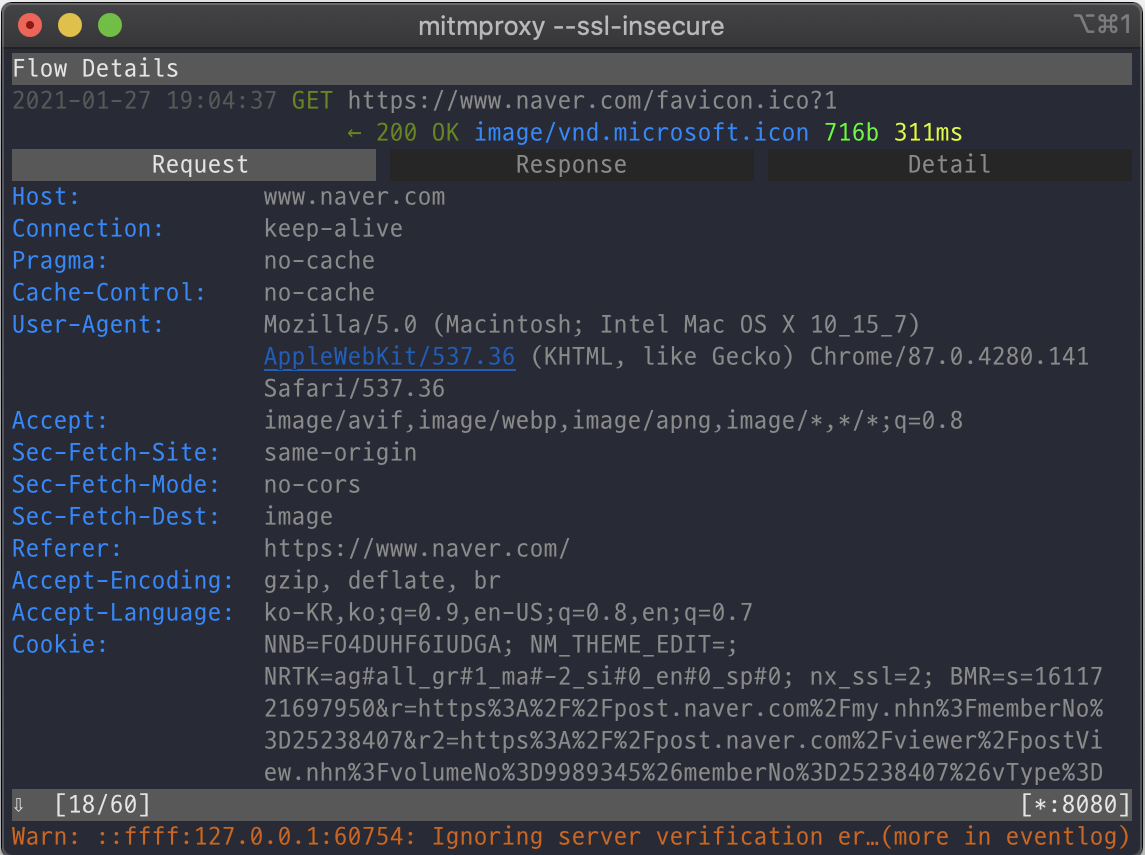 mitmproxy --ssl-insecure
⌥⌘1
Flow Details
2021-01-27 19:04:37 GET https://www.naver.com/favicon.ico?1
← 200 OK image/vnd.microsoft.icon 716b 311ms
Request Response Detail
Host: www.naver.com
Connection: keep-alive
Pragma: no-cache
Cache-Control: no-cache
User-Agent: Mozilla/5.0 (Macintosh; Intel Mac OS X 10_15_7)
AppleWebKit/537.36 (KHTML, like Gecko) Chrome/87.0.4280.141
Safari/537.36
Accept: image/avif,image/webp,image/apng,image/*,*/*;q=0.8
Sec-Fetch-Site: same-origin
Sec-Fetch-Mode: no-cors
Sec-Fetch-Dest: image
Referer: https://www.naver.com/
Accept-Encoding: gzip, deflate, br
Accept-Language: ko-KR,ko;q=0.9,en-US;q=0.8,en;q=0.7
Cookie: NNB=FO4DUHF6IUDGA; NM_THEME_EDIT=;
NRTK=ag#all_gr#1_ma#-2_si#0_en#0_sp#0; nx_ssl=2; BMR=s=16117
21697950&r=https%3A%2F%2Fpost.naver.com%2Fmy.nhn%3FmemberNo%
3D25238407&r2=https%3A%2F%2Fpost.naver.com%2Fviewer%2FpostVi
ew.nhn%3FvolumeNo%3D9989345%26memberNo%3D25238407%26vType%3D
⇩ [18/60] [*:8080]
Warn: ::ffff:127.0.0.1:60754: Ignoring server verification er…(more in eventlog)